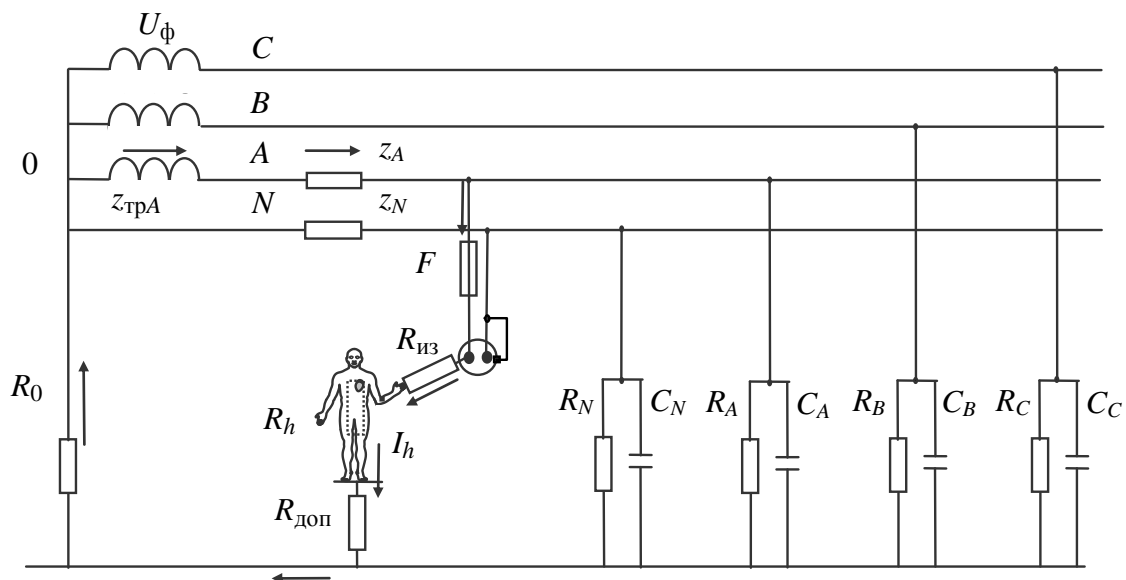 Uф
C
B
0
A
zA
zтрA
N
zN
F
Rиз
R0
Rh
Ih
Rдоп
RN
CN
RA
CA
RB
CB
RC
CC